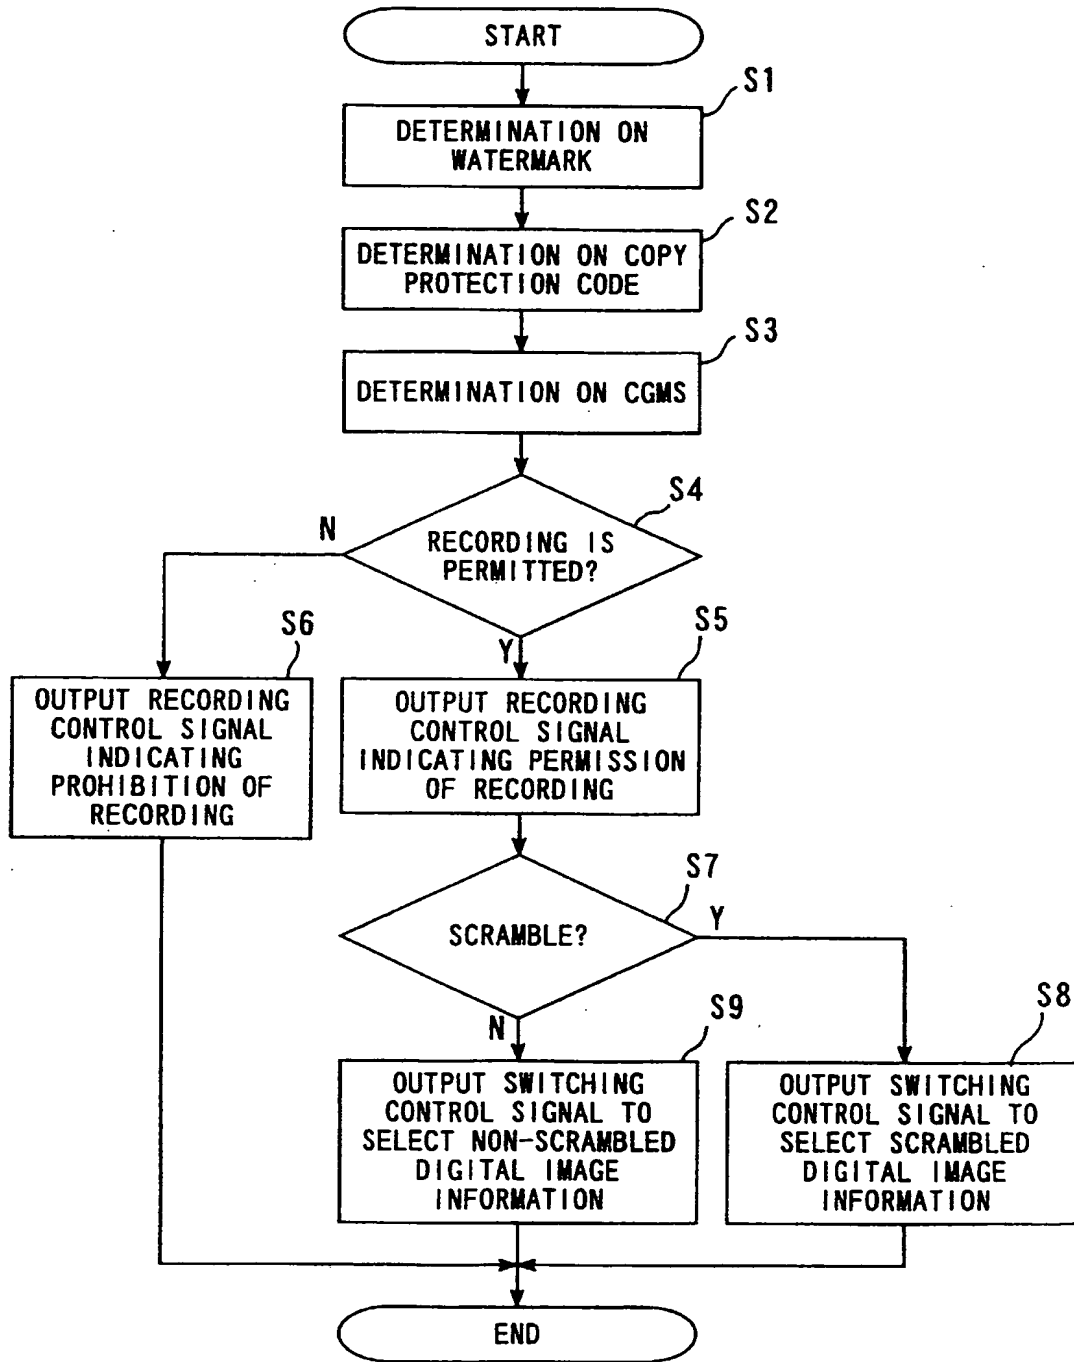 START
S1
DETERMINATION ON
WATERMARK
S2
DETERMINATION ON COPY
PROTECTION CODE
S3
DETERMINATION ON CGMS
S4
N
RECORDING IS
PERMITTED?
S6
Y
S5
OUTPUT RECORDING
CONTROL SIGNAL
INDICATING
PROHIBITION OF
RECORDING
OUTPUT RECORDING
CONTROL SIGNAL
INDICATING PERMISSION
OF RECORDING
S7
SCRAMBLE?
Y
N
S9
S8
OUTPUT SWITCHING
CONTROL SIGNAL TO
SELECT NON-SCRAMBLED
DIGITAL IMAGE
INFORMATION
OUTPUT SWITCHING
CONTROL SIGNAL TO
SELECT SCRAMBLED
DIGITAL IMAGE
INFORMATION
END